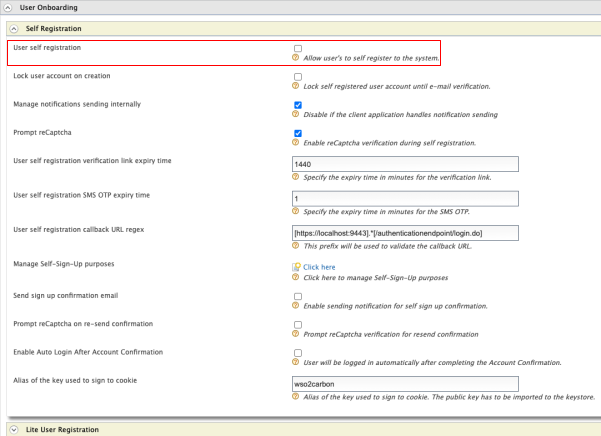 User Onboarding
Self Registration
User self registration
Allow user's to self register to the system.
Lock user account on creation
Lock self registered user account until e-mail verification.
Manage notifications sending internally
Disable if the client application handles notification sending
Prompt reCaptcha
Enable reCaptcha verification during self registration.
User self registration verification link expiry time
1440
Specify the expiry time in minutes for the verification link.
User self registration SMS OTP expiry time
1
Specify the expiry time in minutes for the SMS OTP.
User self registration callback URL regex
[https://localhost:9443].*[/authenticationendpoint/login.do]
This prefix will be used to validate the callback URL.
Manage Self-Sign-Up purposes
Click here
Click here to manage Self-Sign-Up purposes
Send sign up confirmation email
Enable sending notification for self sign up confirmation.
Prompt reCaptcha on re-send confirmation
Prompt reCaptcha verification for resend confirmation
Enable Auto Login After Account Confirmation
User will be logged in automatically after completing the Account Confirmation.
Alias of the key used to sign to cookie
wso2carbon
Alias of the key used to sign to cookie. The public key has to be imported to the keystore.
Lite User Registration